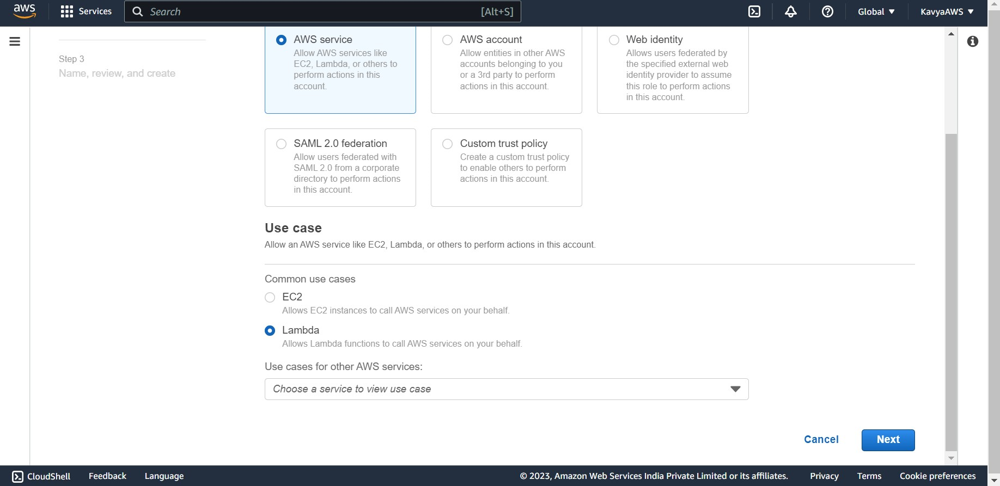 aws
Services
Search
[Alt+S]
Global
KavyaAWS
Step 3
Name, review, and create
AWS service
Allow AWS services like
EC2, Lambda, or others to
perform actions in this
account.
AWS account
Allow entities in other AWS
accounts belonging to you
or a 3rd party to perform
actions in this account.
Web identity
Allows users federated by
the specified external web
identity provider to assume
this role to perform actions
in this account.
SAML 2.0 federation
Allow users federated with
SAML 2.0 from a corporate
directory to perform actions
in this account.
Custom trust policy
Create a custom trust policy
to enable others to perform
actions in this account.
Use case
Allow an AWS service like EC2, Lambda, or others to perform actions in this account.
Common use cases
EC2
Allows EC2 instances to call AWS services on your behalf.
Lambda
Allows Lambda functions to call AWS services on your behalf.
Use cases for other AWS services:
Choose a service to view use case
Cancel
Next
CloudShell
Feedback
Language
© 2023, Amazon Web Services India Private Limited or its affiliates.
Privacy
Terms
Cookie preferences